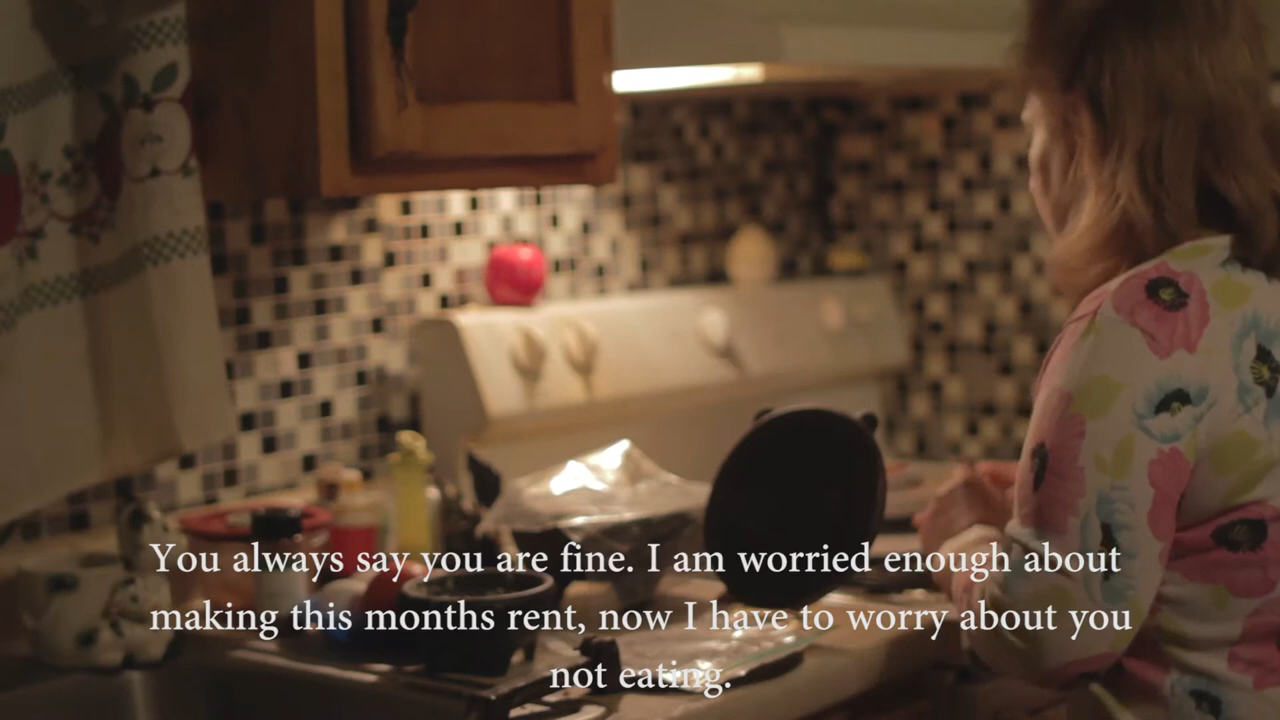 You always say you are fine. I am worried enough about
making this months rent, now I have to worry about you
not eating.